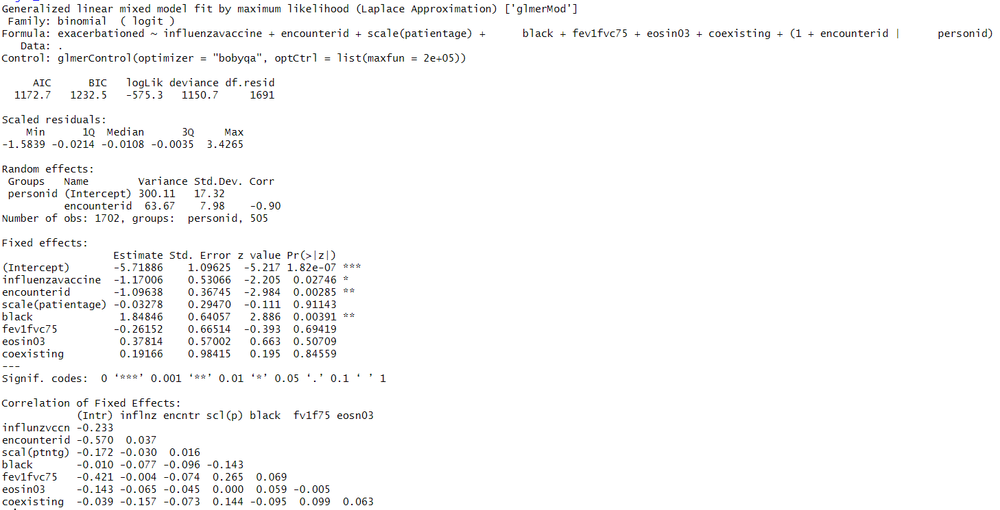 Generalized linear mixed model fit by maximum likelihood (Laplace Approximation) ['glmerMod']
 Family: binomial  ( logit )
Formula: exacerbationed ~ influenzavaccine + encounterid + scale(patientage) +      black + fev1fvc75 + eosin03 + coexisting + (1 + encounterid |      personid)
   Data: .
Control: glmerControl(optimizer = "bobyqa", optCtrl = list(maxfun = 2e+05))

     AIC      BIC   logLik deviance df.resid
  1172.7   1232.5   -575.3   1150.7     1691

Scaled residuals:
    Min      1Q  Median      3Q     Max
-1.5839 -0.0214 -0.0108 -0.0035  3.4265

Random effects:
 Groups   Name        Variance Std.Dev. Corr
 personid (Intercept) 300.11   17.32
          encounterid  63.67    7.98    -0.90
Number of obs: 1702, groups:  personid, 505

Fixed effects:
                  Estimate Std. Error z value Pr(>|z|)
(Intercept)       -5.71886    1.09625  -5.217 1.82e-07 ***
influenzavaccine  -1.17006    0.53066  -2.205  0.02746 *
encounterid       -1.09638    0.36745  -2.984  0.00285 **
scale(patientage) -0.03278    0.29470  -0.111  0.91143
black              1.84846    0.64057   2.886  0.00391 **
fev1fvc75         -0.26152    0.66514  -0.393  0.69419
eosin03            0.37814    0.57002   0.663  0.50709
coexisting         0.19166    0.98415   0.195  0.84559
---
Signif. codes:  0 ‘***’ 0.001 ‘**’ 0.01 ‘*’ 0.05 ‘.’ 0.1 ‘ ’ 1

Correlation of Fixed Effects:
            (Intr) inflnz encntr scl(p) black  fv1f75 eosn03
influnzvccn -0.233
encounterid -0.570  0.037
scal(ptntg) -0.172 -0.030  0.016
black       -0.010 -0.077 -0.096 -0.143
fev1fvc75   -0.421 -0.004 -0.074  0.265  0.069
eosin03     -0.143 -0.065 -0.045  0.000  0.059 -0.005
coexisting  -0.039 -0.157 -0.073  0.144 -0.095  0.099  0.063